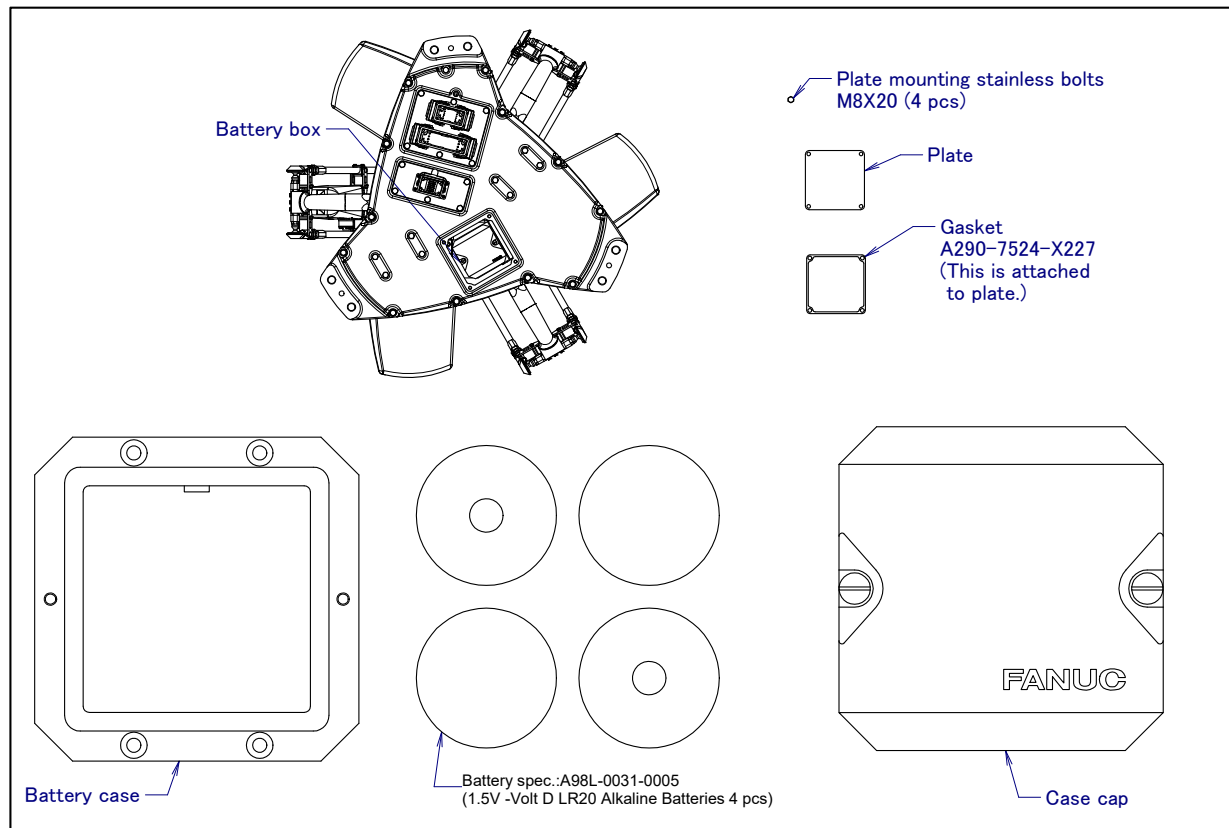 Plate mounting stainless bolts
M8X20 (4 pcs)
Battery box
Plate
Gasket
A290-7524-X227
(This is attached
to plate.)
FANUC
Battery spec.:A98L-0031-0005
(1.5V -Volt D LR20 Alkaline Batteries 4 pcs)
Battery case
Case cap